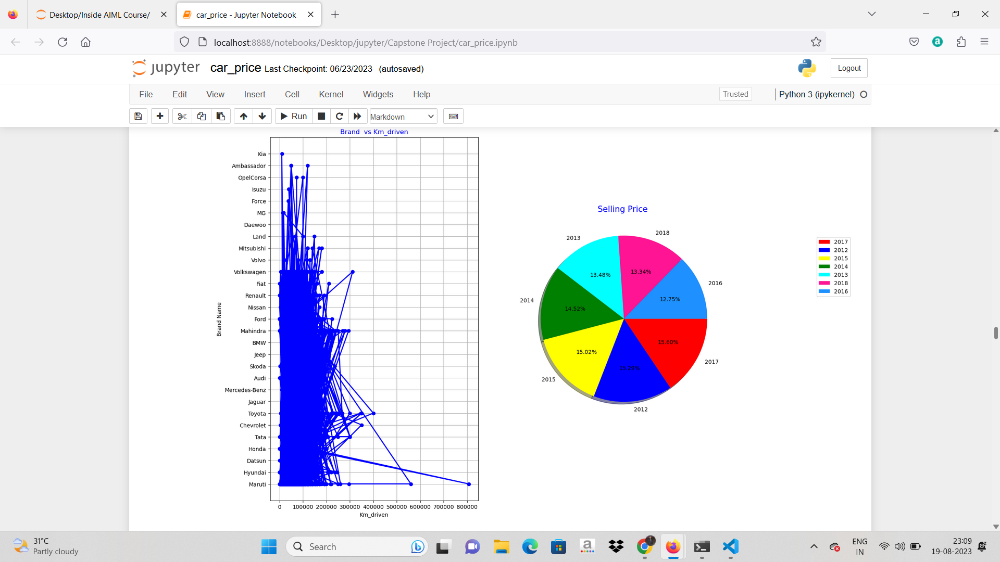 Desktop/Inside AIML Course/
car_price - Jupyter Notebook
localhost:8888/notebooks/Desktop/jupyter/Capstone Project/car_price.ipynb
jupyter car_price Last Checkpoint: 06/23/2023 (autosaved)
Logout
File Edit View Insert Cell Kernel Widgets Help
Trusted
Python 3 (ipykernel)
Run
Markdown
Brand vs Km_driven
Kia
Ambassador
OpelCorsa
Isuzu
Force
MG
Daewoo
Land
Mitsubishi
Volvo
Volkswagen
Fiat
Renault
Nissan
Ford
Mahindra
BMW
Jeep
Skoda
Audi
Mercedes-Benz
Jaguar
Toyota
Chevrolet
Tata
Honda
Datsun
Hyundai
Maruti
Brand Name
0 100000 200000 300000 400000 500000 600000 700000 800000
Km_driven
Selling Price
2018
2013
13.48%
13.34%
2016
2014
12.75%
14.52%
15.60%
15.02%
2017
15.29%
2015
2012
2017
2012
2015
2014
2013
2018
2016
31°C
Partly cloudy
Search
a
ENG
IN
23:09
19-08-2023